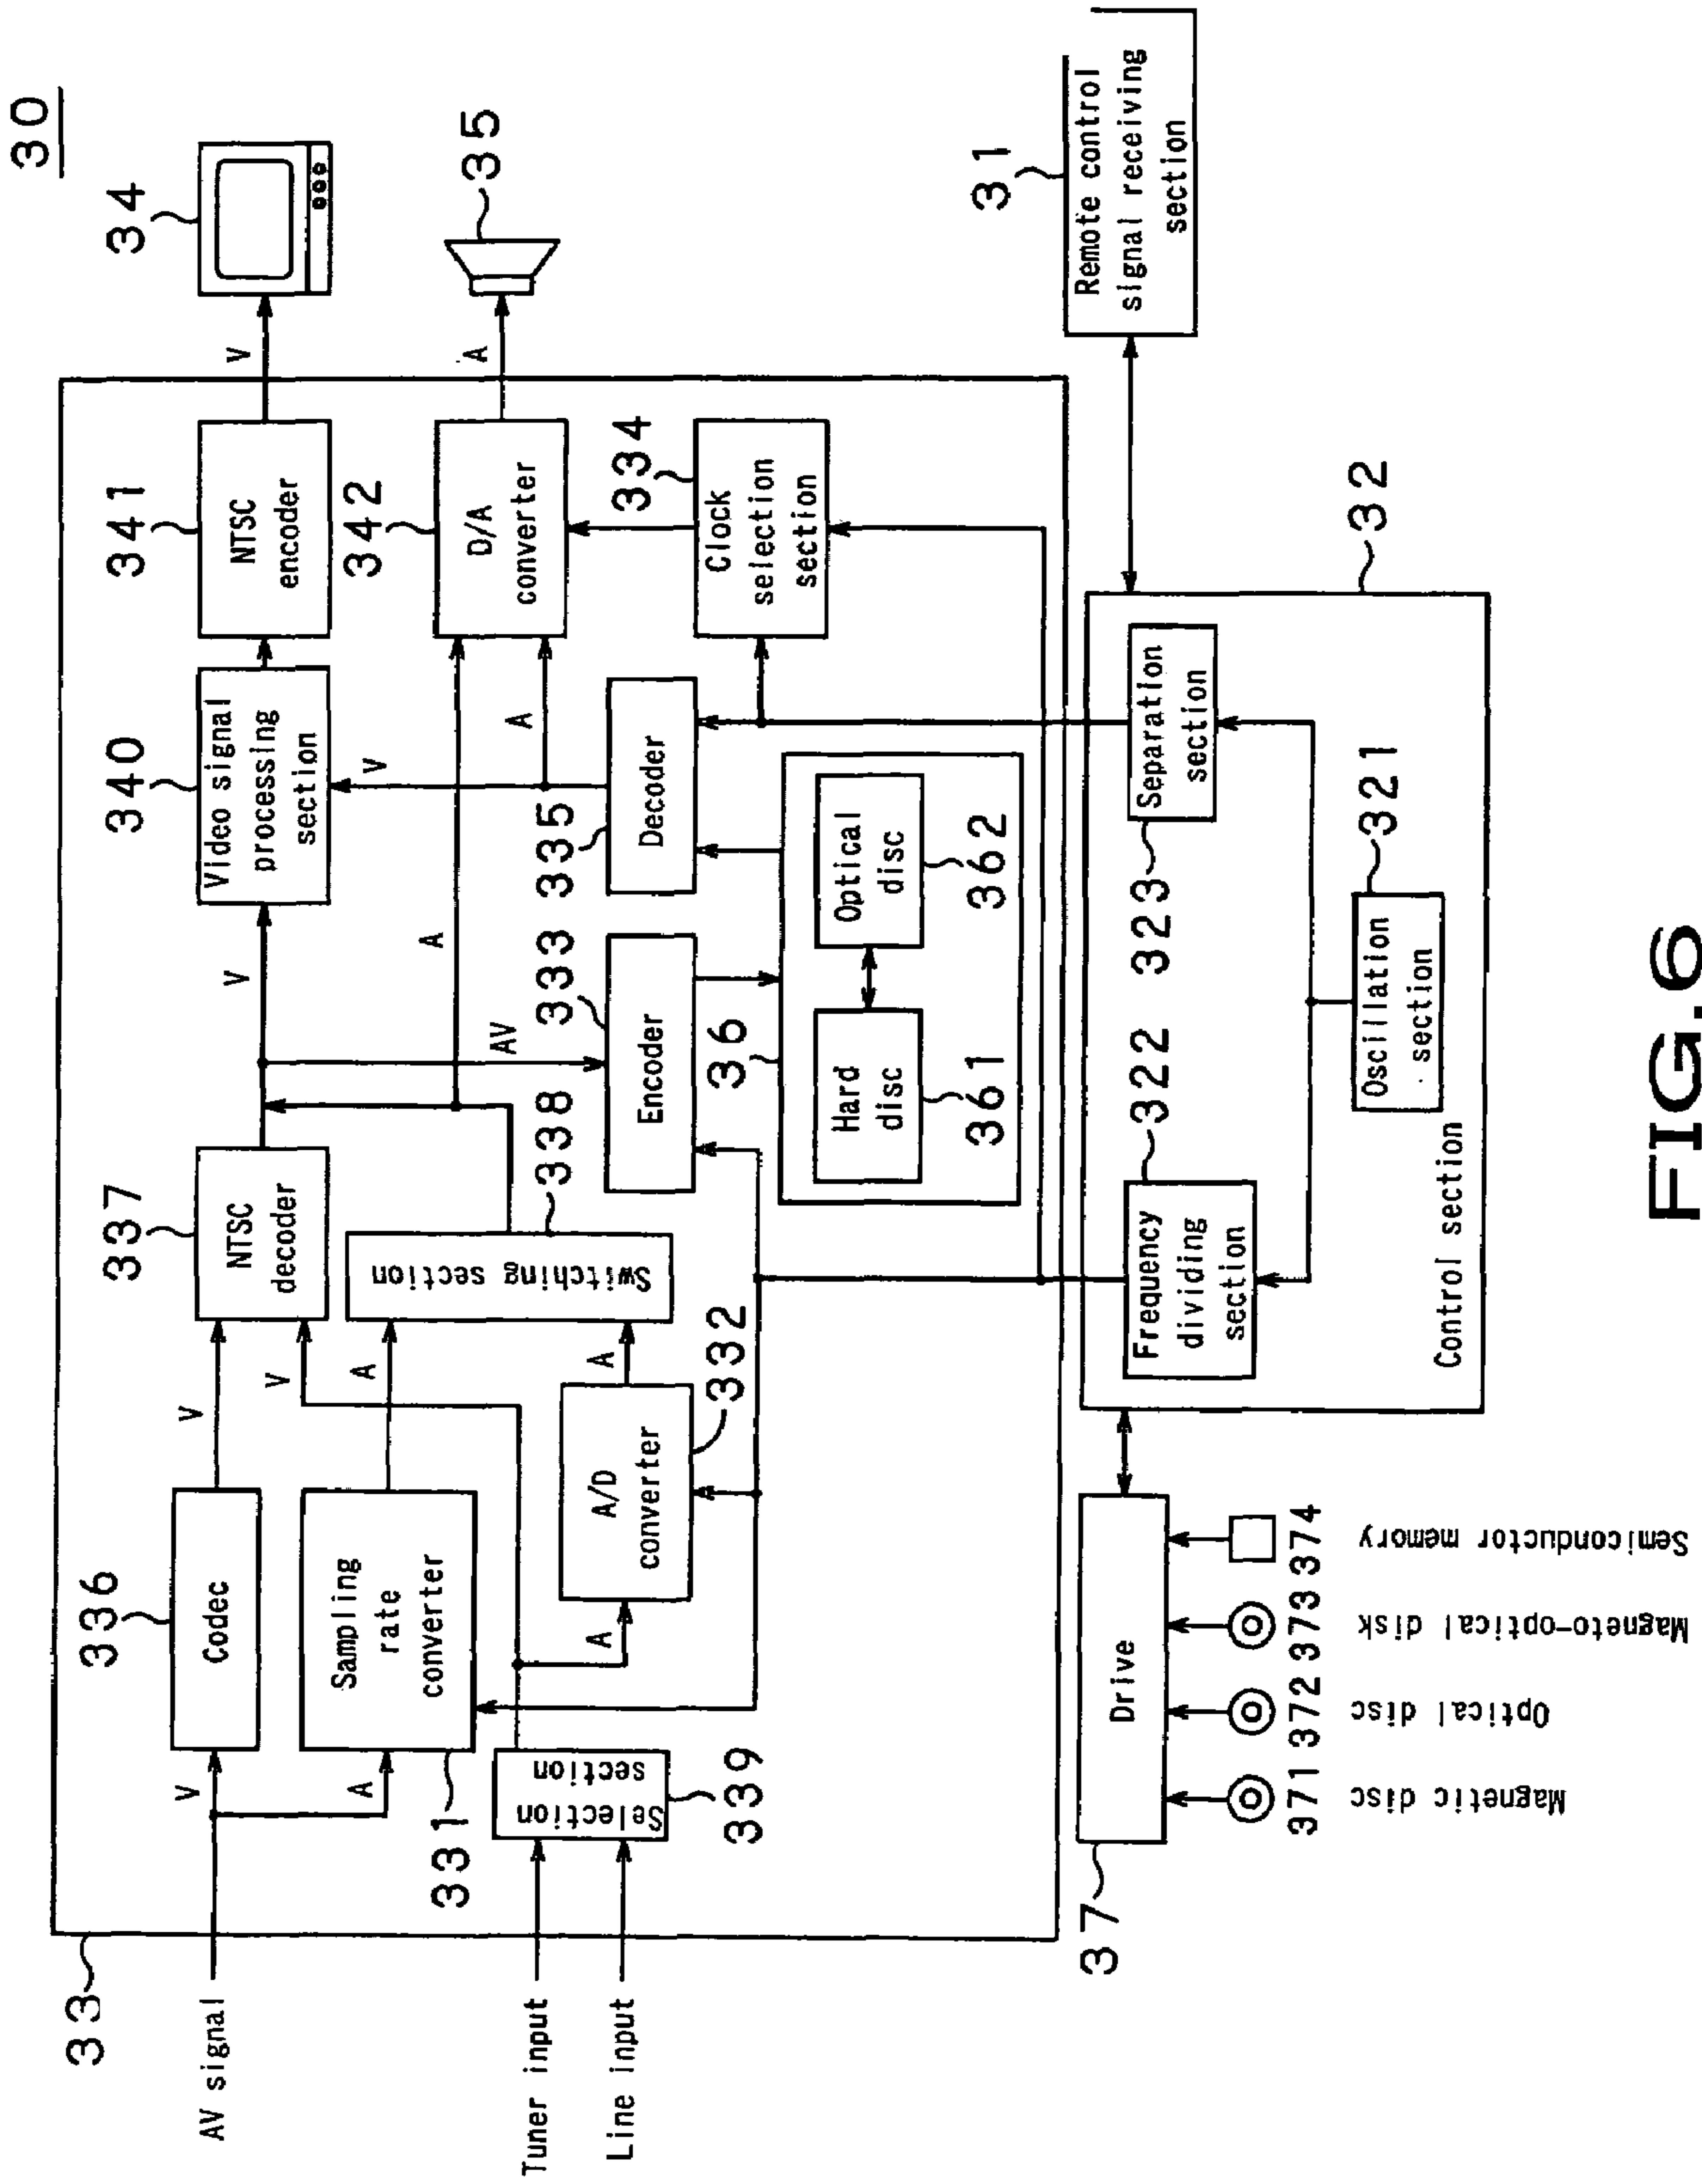 30
33
AV signal
V
A
336
Codec
V
331
Sampling
rate
converter
A
V
337
NTSC
decoder
V
340
Video signal
processing
section
341
NTSC
encoder
V
34
Tuner input
Line input
Selection
section
339
A
A/D
converter
332
A
Switching section
338
A
AV
333
Encoder
335
Decoder
V
A
342
D/A
converter
A
35
334
Clock
selection
section
36
Hard
disc
361
Optical
disc
362
37
Drive
371
372
373
374
Magnetic disc
Optical disc
Magneto-optical disk
Semiconductor memory
322
Frequency
dividing
section
323
Separation
section
321
Oscillation
section
Control section
32
31
Remote control
signal receiving
section
FIG.6